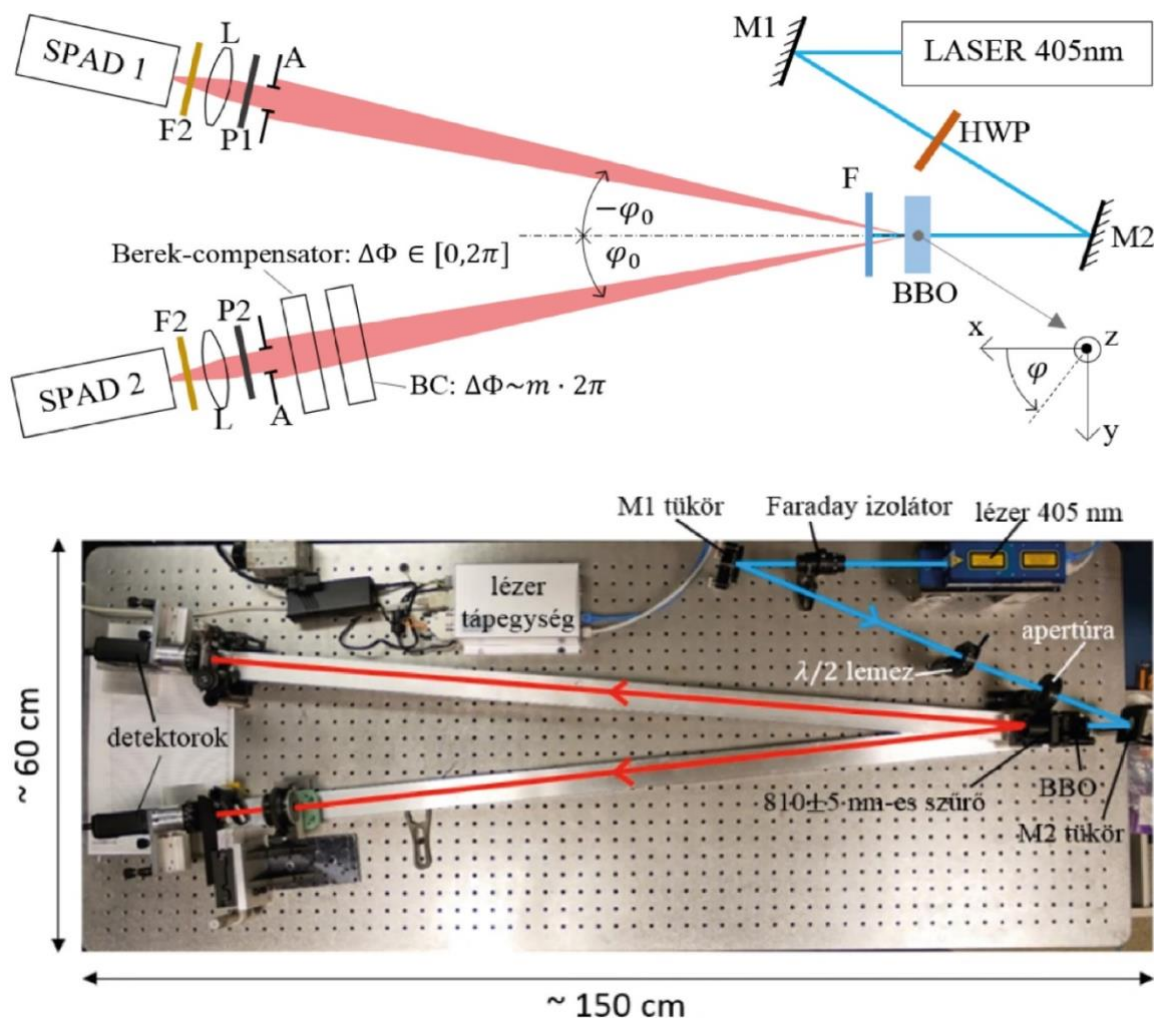 SPAD 1
F2
L
P1
A
M1
LASER 405nm
HWP
F
−φ₀
φ₀
M2
BBO
Berek-compensator: ΔΦ ∈ [0,2π]
F2
P2
SPAD 2
L
A
BC: ΔΦ~m · 2π
x
z
φ
y
M1 tükör
Faraday izolátor
lézer 405 nm
lézer
tápegység
apertúra
λ/2 lemez
detektorok
810±5 nm-es szűrő
BBO
M2 tükör
~ 60 cm
~ 150 cm